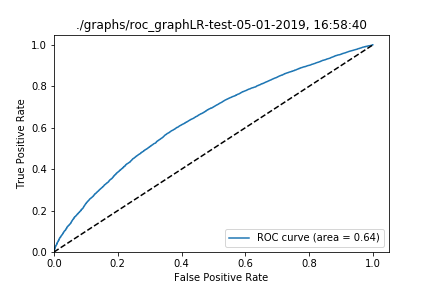 ./graphs/roc_graphLR-test-05-01-2019, 16:58:40
1.0
0.8
0.6
0.4
0.2
0.0
True Positive Rate
ROC curve (area = 0.64)
0.0 0.2 0.4 0.6 0.8 1.0
False Positive Rate